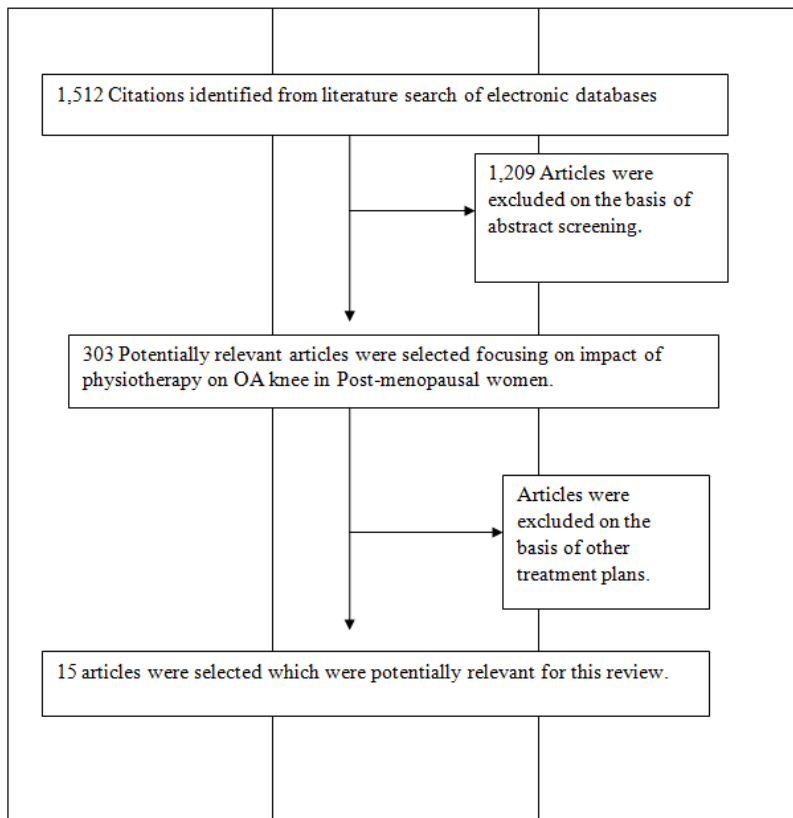 1,512 Citations identified from literature search of electronic databases
1,209 Articles were
excluded on the basis of
abstract screening.
303 Potentially relevant articles were selected focusing on impact of
physiotherapy on OA knee in Post-menopausal women.
Articles were
excluded on the
basis of other
treatment plans.
15 articles were selected which were potentially relevant for this review.